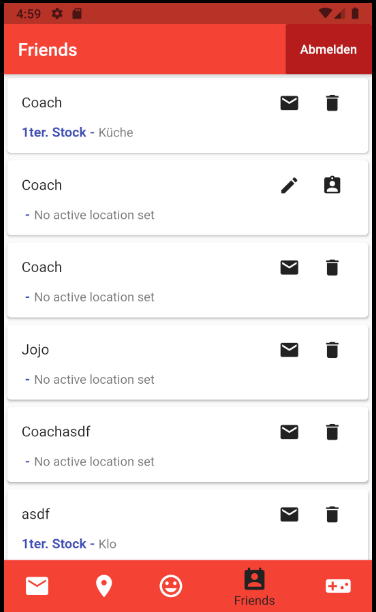 4:59
Friends
Abmelden
Coach
1ter. Stock - Küche
Coach
- No active location set
Coach
- No active location set
Jojo
- No active location set
Coachasdf
- No active location set
asdf
1ter. Stock - Klo
Friends